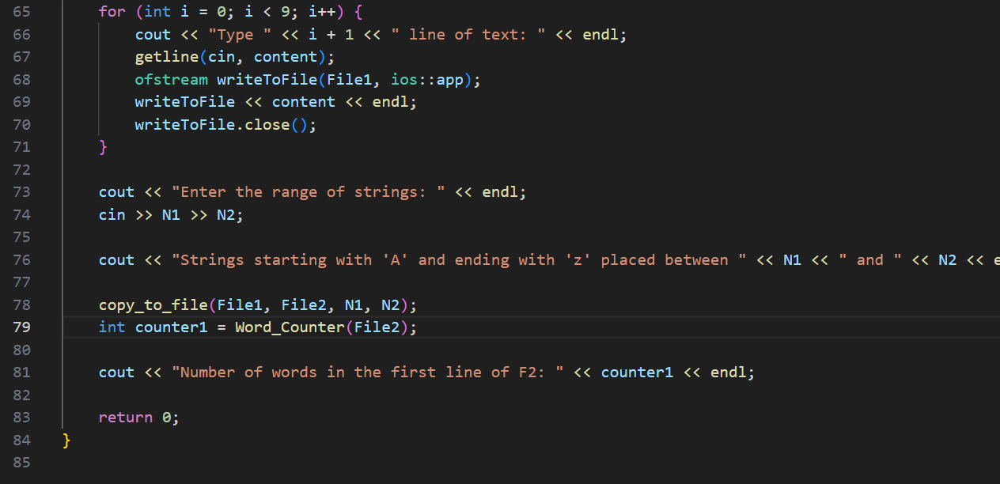 65 for (int i = 0; i < 9; i++) {
66 cout << "Type " << i + 1 << " line of text: " << endl;
67 getline(cin, content);
68 ofstream writeToFile(File1, ios::app);
69 writeToFile << content << endl;
70 writeToFile.close();
71 }
72
73 cout << "Enter the range of strings: " << endl;
74 cin >> N1 >> N2;
75
76 cout << "Strings starting with 'A' and ending with 'z' placed between " << N1 << " and " << N2 << e
77
78 copy_to_file(File1, File2, N1, N2);
79 int counter1 = Word_Counter(File2);
80
81 cout << "Number of words in the first line of F2: " << counter1 << endl;
82
83 return 0;
84 }
85